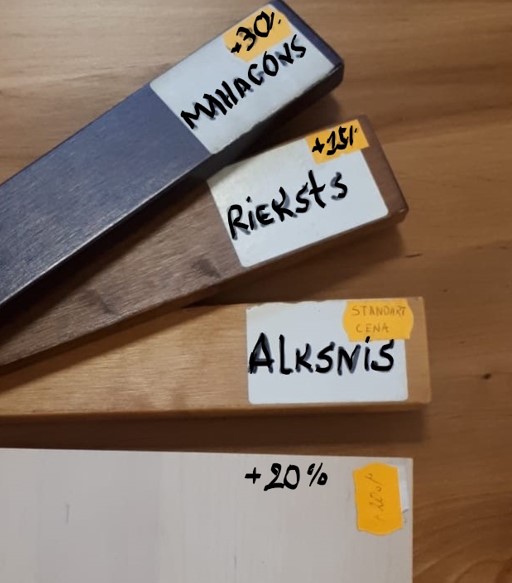 +30%
MAHAGONS
+15%
RiEKStS
STANDART
CENA
ALKSNiS
+20%